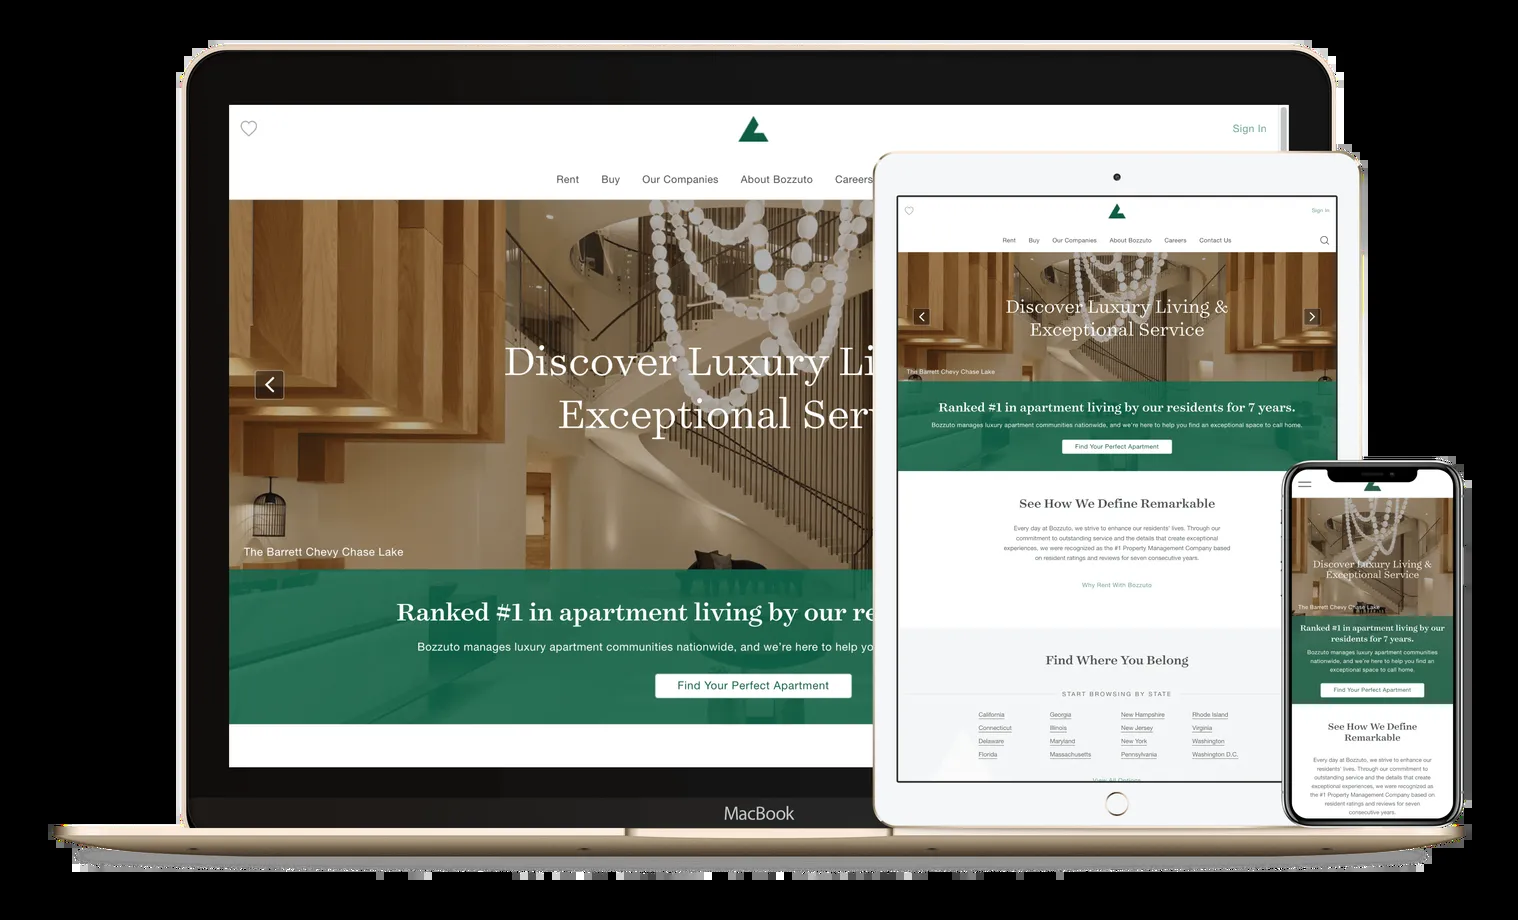 Sign In
Rent Buy Our Companies About Bozzuto Careers
Discover Luxury Li
Exceptional Serv
The Barrett Chevy Chase Lake
Ranked #1 in apartment living by our re
Bozzuto manages luxury apartment communities nationwide, and we're here to help yo
Find Your Perfect Apartment
MacBook
Sign In
Rent Buy Our Companies About Bozzuto Careers Contact Us
Discover Luxury Living &
Exceptional Service
The Barrett Chevy Chase Lake
Ranked #1 in apartment living by our residents for 7 years.
Bozzuto manages luxury apartment communities nationwide, and we're here to help you find an exceptional space to call home.
Find Your Perfect Apartment
See How We Define Remarkable
Every day at Bozzuto, we strive to enhance our residents' lives. Through our
commitment to outstanding service and the details that create exceptional
experiences, we were recognized as the #1 Property Management Company based
on resident ratings and reviews for seven consecutive years.
Why Rent With Bozzuto
Find Where You Belong
START BROWSING BY STATE
California Georgia New Hampshire Rhode Island
Connecticut Illinois New Jersey Virginia
Delaware Maryland New York Washington
Florida Massachusetts Pennsylvania Washington D.C.
View All Options
Discover Luxury Living &
Exceptional Service
The Barrett Chevy Chase Lake
Ranked #1 in apartment living by our
residents for 7 years.
Bozzuto manages luxury apartment communities
nationwide, and we're here to help you find an
exceptional space to call home.
Find Your Perfect Apartment
See How We Define
Remarkable
Every day at Bozzuto, we strive to enhance our
residents' lives. Through our commitment to
outstanding service and the details that create
exceptional experiences, we were recognized as
the #1 Property Management Company based on
resident ratings and reviews for seven
consecutive years.